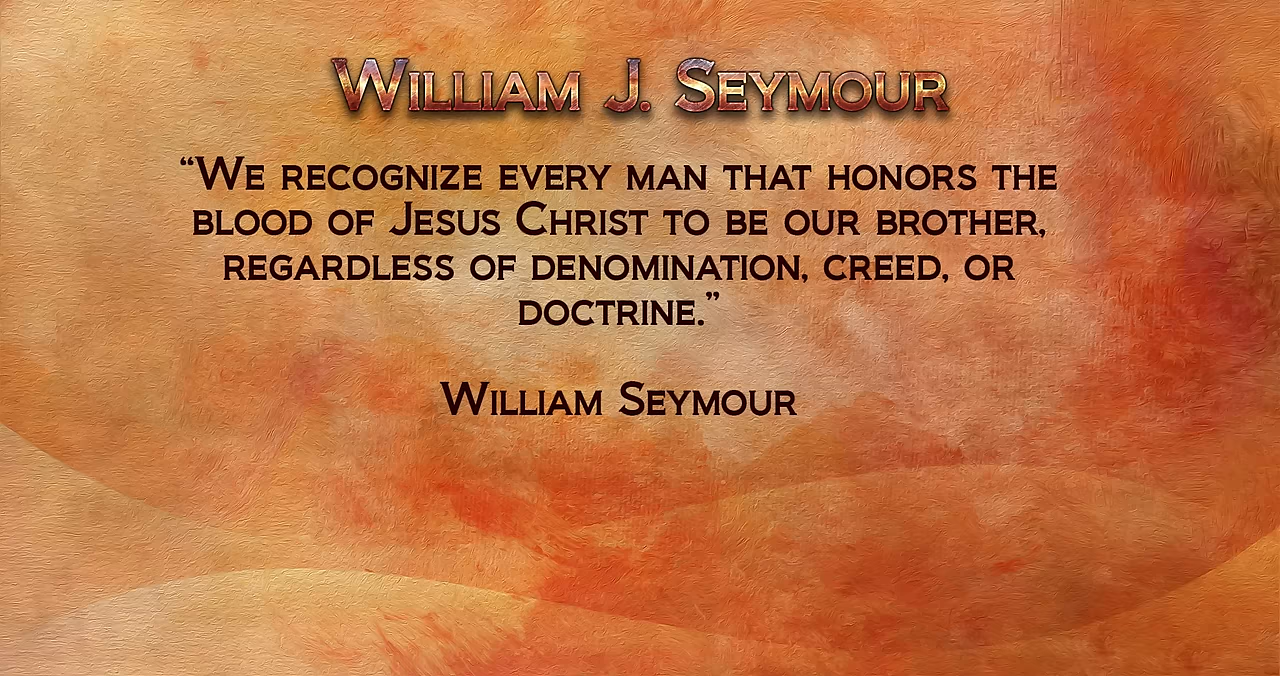 William J. Seymour
“We recognize every man that honors the
blood of Jesus Christ to be our brother,
regardless of denomination, creed, or
doctrine.”
William Seymour